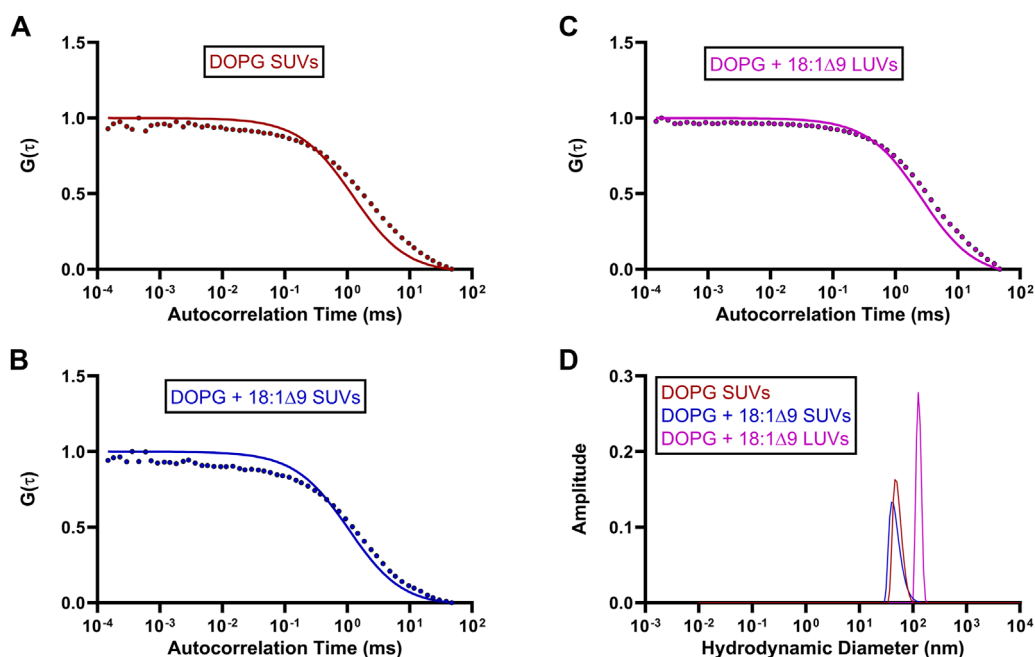 A
1.5
DOPG SUVs
1.0
G(τ)
0.5
0.0
10⁻⁴ 10⁻³ 10⁻² 10⁻¹ 10⁰ 10¹ 10²
Autocorrelation Time (ms)
B
1.5
DOPG + 18:1Δ9 SUVs
1.0
G(τ)
0.5
0.0
10⁻⁴ 10⁻³ 10⁻² 10⁻¹ 10⁰ 10¹ 10²
Autocorrelation Time (ms)
C
1.5
DOPG + 18:1Δ9 LUVs
1.0
G(τ)
0.5
0.0
10⁻⁴ 10⁻³ 10⁻² 10⁻¹ 10⁰ 10¹ 10²
Autocorrelation Time (ms)
D
0.3
DOPG SUVs
DOPG + 18:1Δ9 SUVs
DOPG + 18:1Δ9 LUVs
0.2
Amplitude
0.1
0.0
10⁻³ 10⁻² 10⁻¹ 10⁰ 10¹ 10² 10³ 10⁴
Hydrodynamic Diameter (nm)